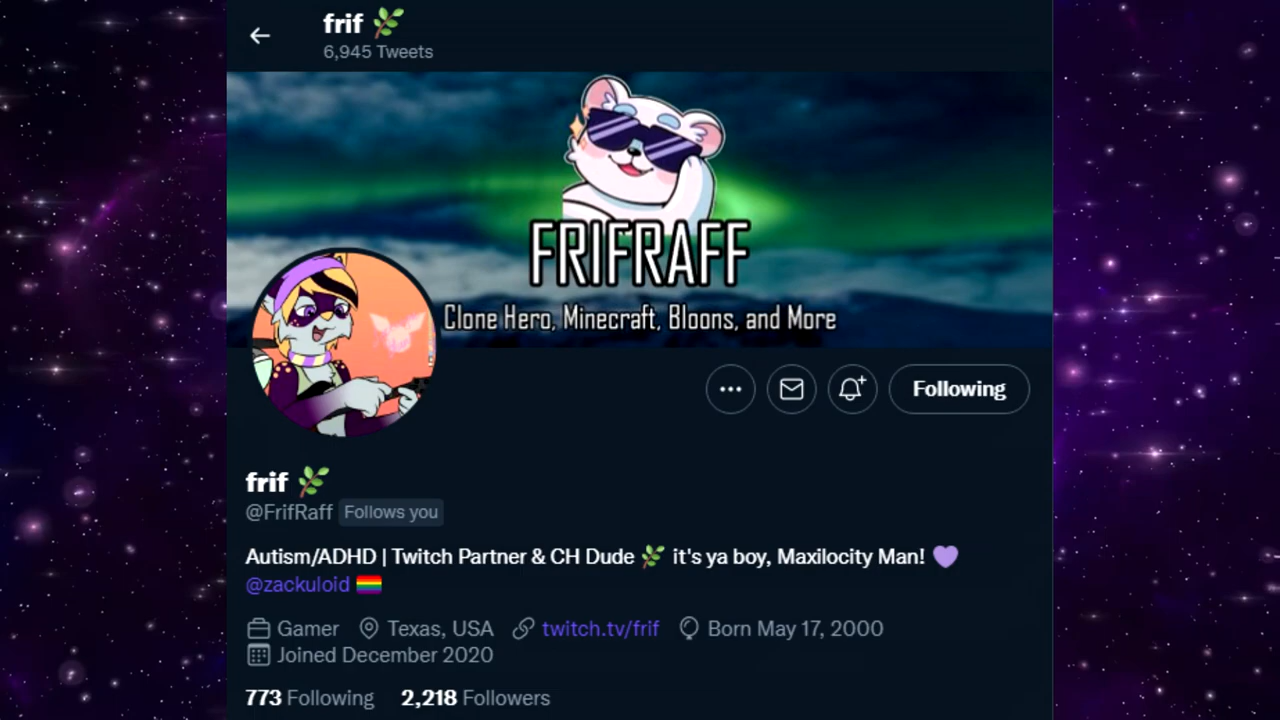 frif 🌿
6,945 Tweets
FRIFRAFF
Clone Hero, Minecraft, Bloons, and More
Following
frif 🌿
@FrifRaff Follows you
Autism/ADHD | Twitch Partner & CH Dude 🌿 it's ya boy, Maxilocity Man! 💜
@zackuloid 🏳️‍🌈
Gamer Texas, USA twitch.tv/frif Born May 17, 2000
Joined December 2020
773 Following 2,218 Followers